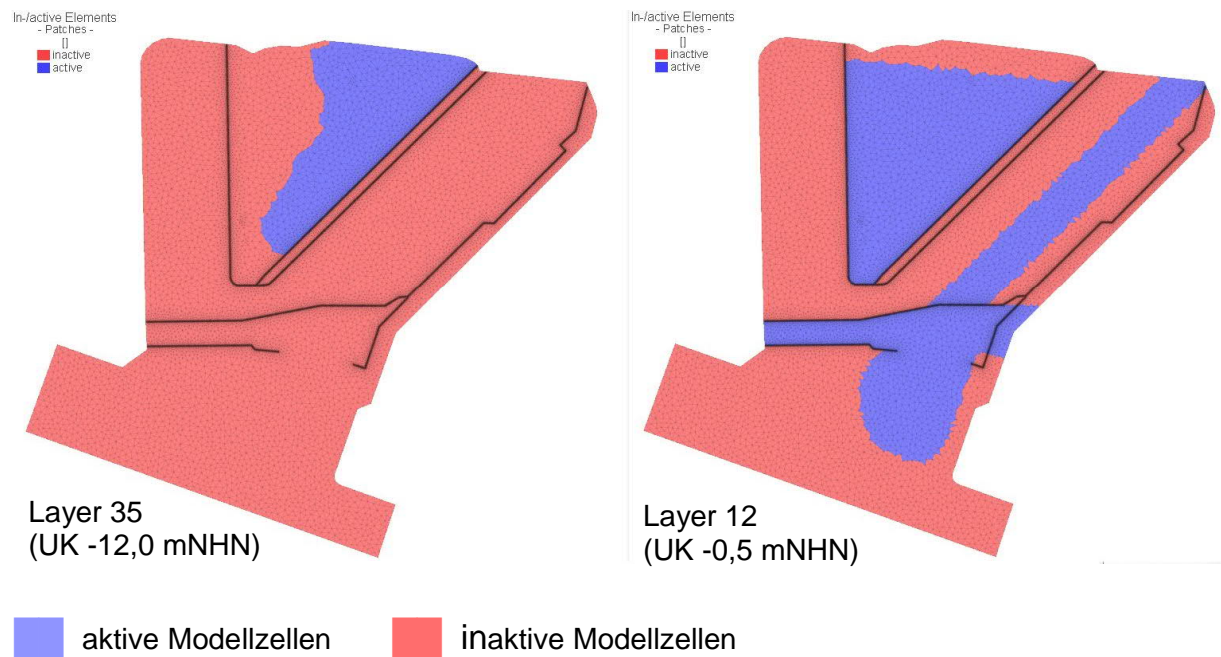 In-/active Elements
- Patches -
[]
inactive
active
In-/active Elements
- Patches -
[]
inactive
active
Layer 35
(UK -12,0 mNHN)
Layer 12
(UK -0,5 mNHN)
aktive Modellzellen
inaktive Modellzellen